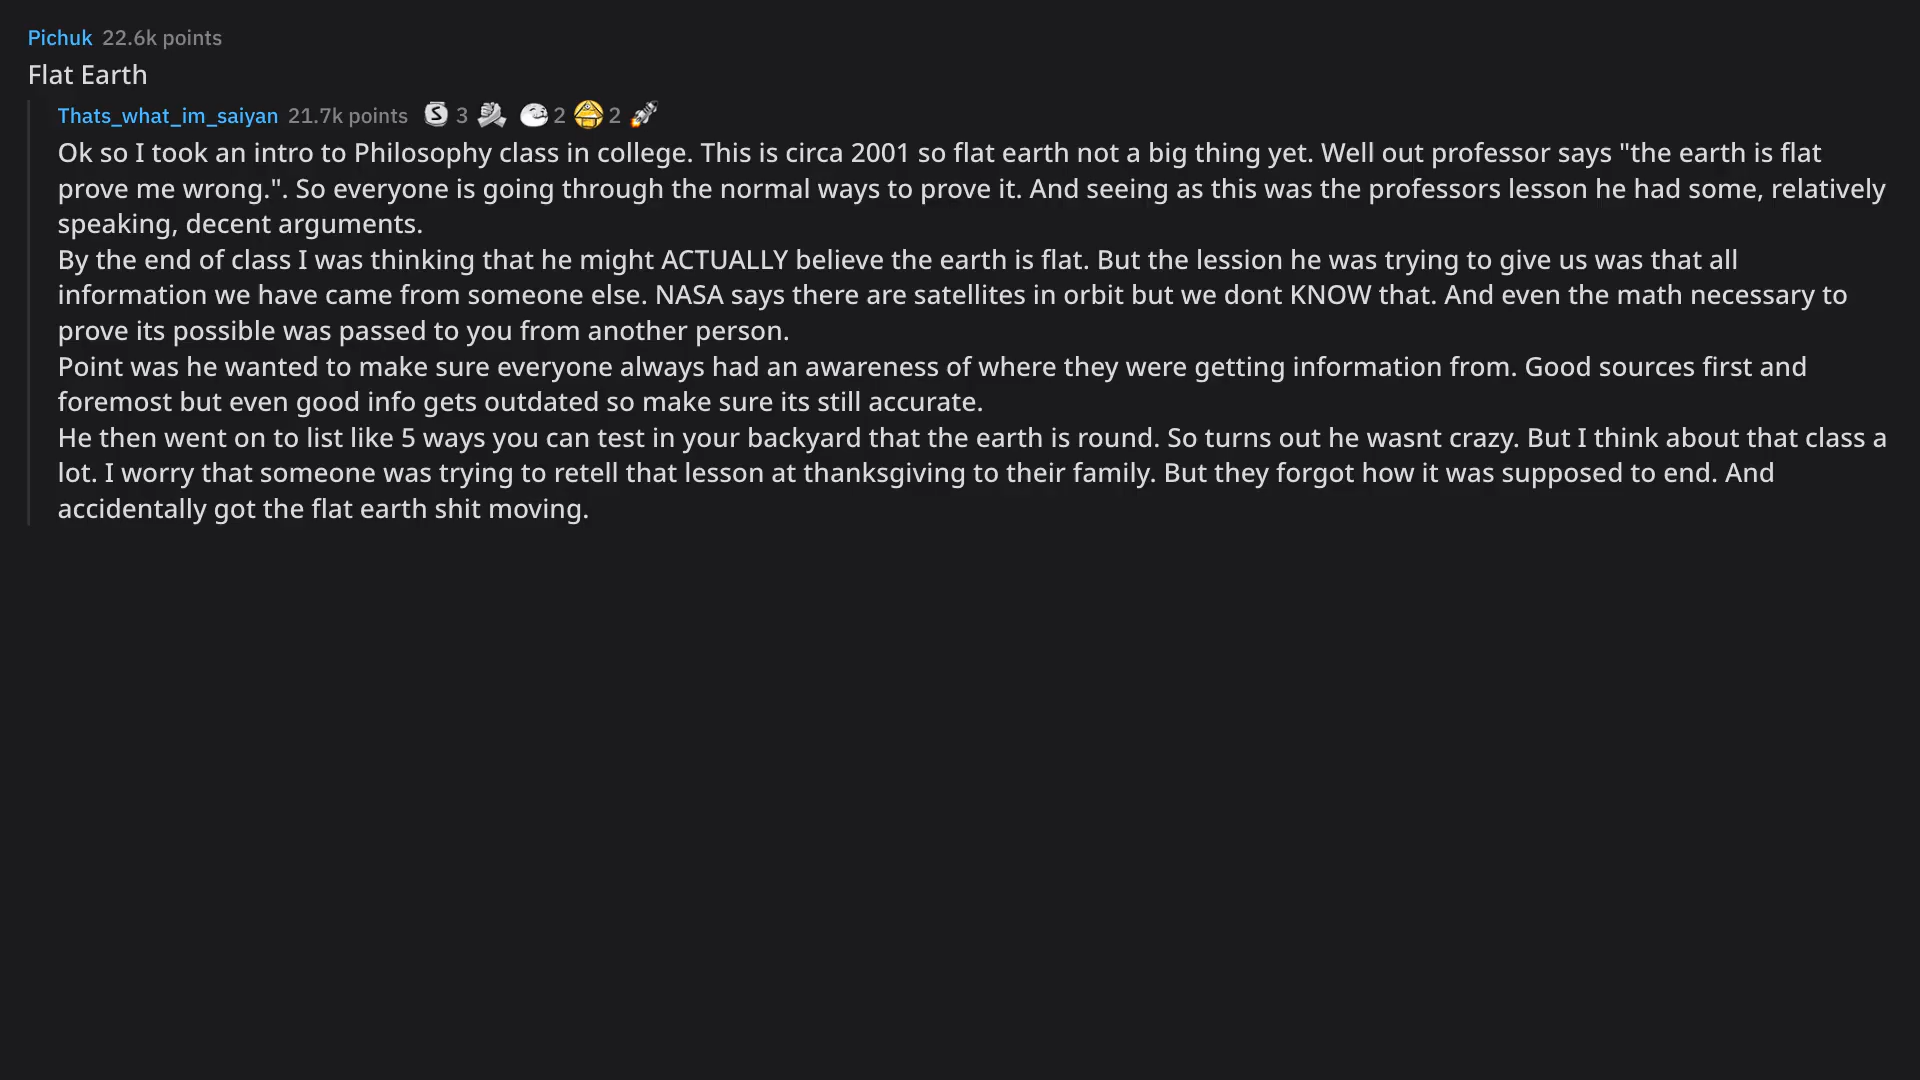 Pichuk 22.6k points
Flat Earth
Thats_what_im_saiyan 21.7k points S 3 2 2
Ok so I took an intro to Philosophy class in college. This is circa 2001 so flat earth not a big thing yet. Well out professor says "the earth is flat
prove me wrong.". So everyone is going through the normal ways to prove it. And seeing as this was the professors lesson he had some, relatively
speaking, decent arguments.
By the end of class I was thinking that he might ACTUALLY believe the earth is flat. But the lession he was trying to give us was that all
information we have came from someone else. NASA says there are satellites in orbit but we dont KNOW that. And even the math necessary to
prove its possible was passed to you from another person.
Point was he wanted to make sure everyone always had an awareness of where they were getting information from. Good sources first and
foremost but even good info gets outdated so make sure its still accurate.
He then went on to list like 5 ways you can test in your backyard that the earth is round. So turns out he wasnt crazy. But I think about that class a
lot. I worry that someone was trying to retell that lesson at thanksgiving to their family. But they forgot how it was supposed to end. And
accidentally got the flat earth shit moving.